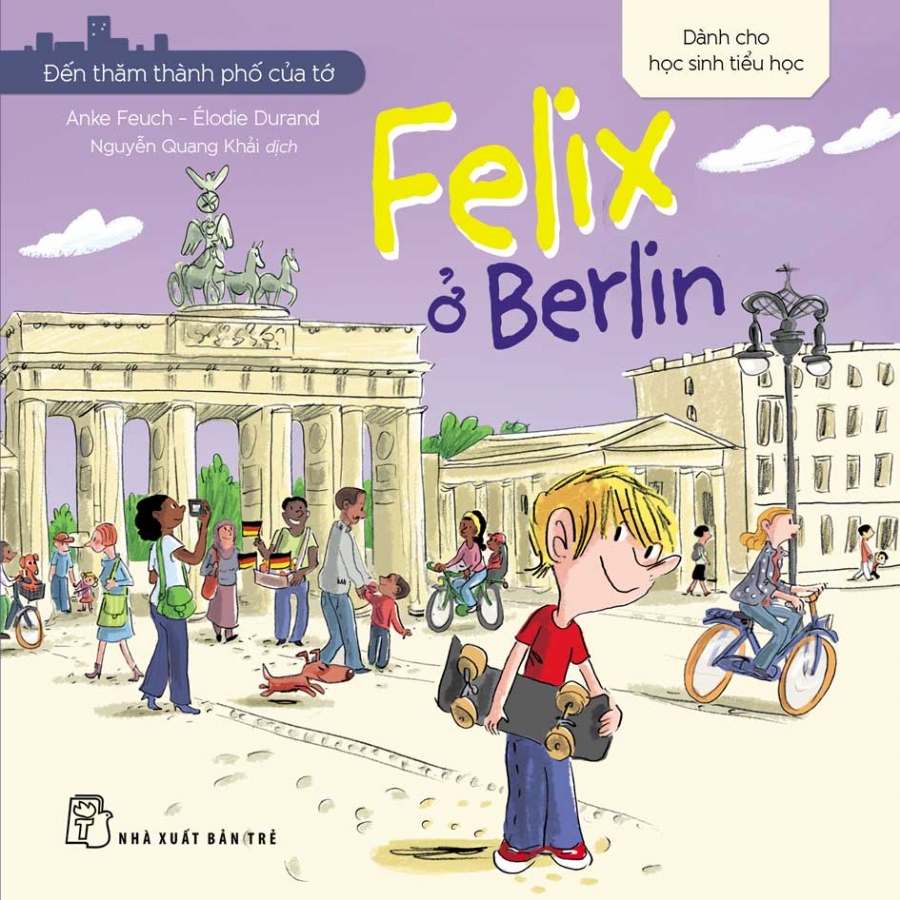 Đến thăm thành phố của tớ
Anke Feuch – Élodie Durand
Nguyễn Quang Khải dịch
Dành cho
học sinh tiểu học
Felix
ở Berlin
NHÀ XUẤT BẢN TRẺ